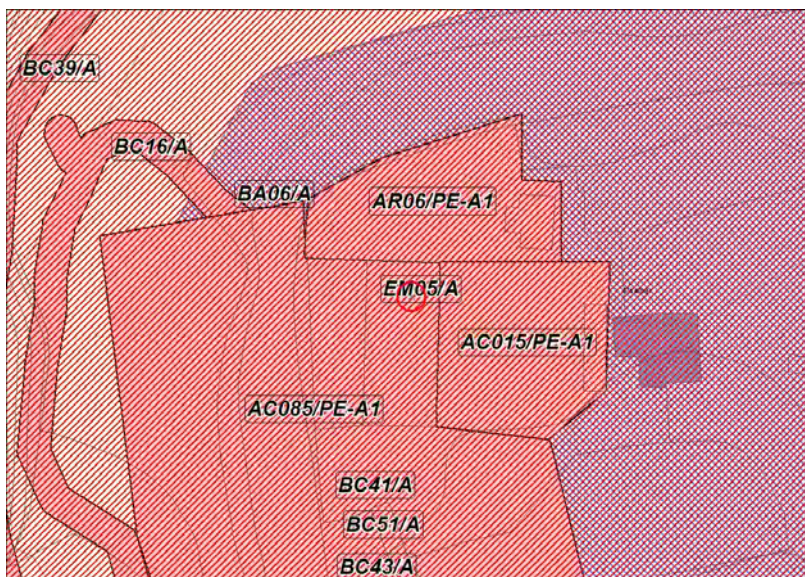 BC39/A
BC16/A
BA06/A
AR06/PE-A1
EM05/A
AC015/PE-A1
AC085/PE-A1
BC41/A
BC51/A
BC43/A